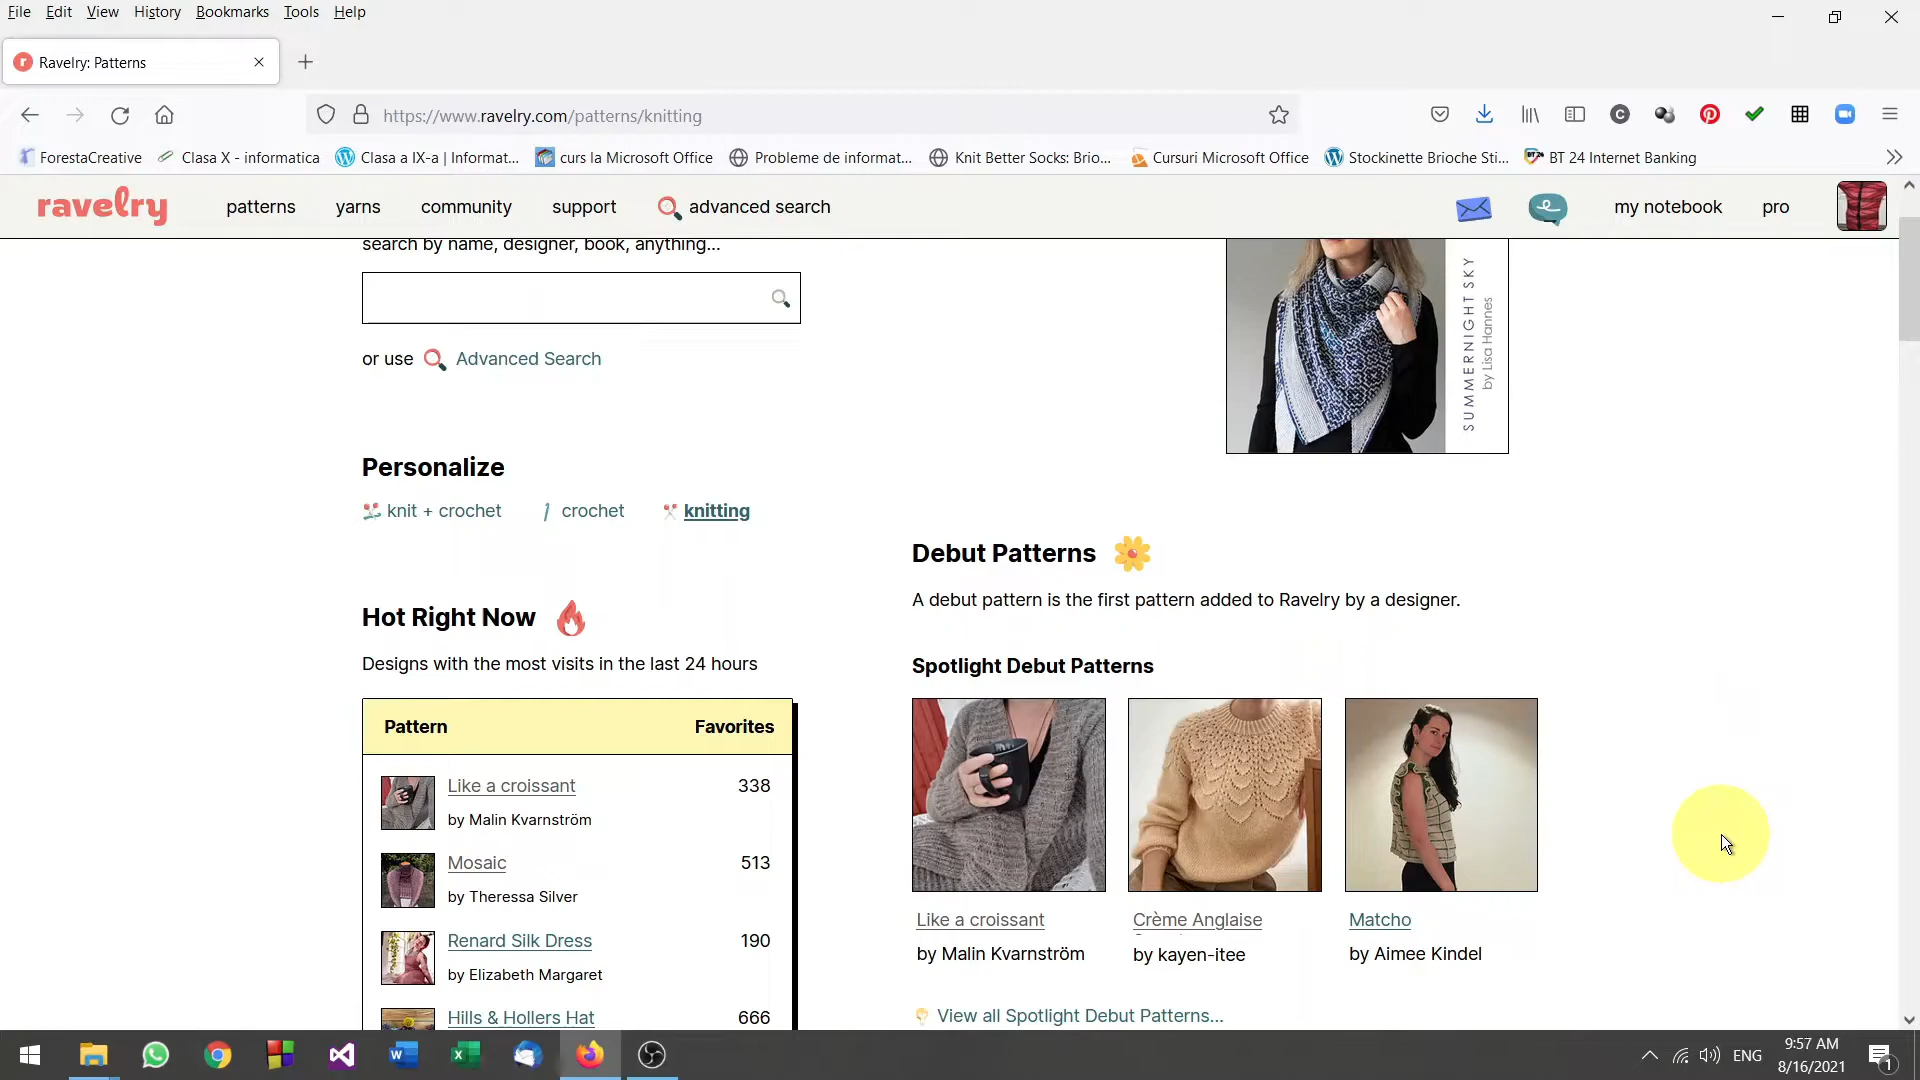 File Edit View History Bookmarks Tools Help
Ravelry: Patterns
https://www.ravelry.com/patterns/knitting
ForestaCreative Clasa X - informatica Clasa a IX-a | Informat... curs la Microsoft Office Probleme de informat... Knit Better Socks: Brio... Cursuri Microsoft Office Stockinette Brioche Sti... BT 24 Internet Banking
ravelry patterns yarns community support advanced search my notebook pro
search by name, designer, book, anything...
or use Advanced Search
SUMMERNIGHT SKY
by Lisa Hannes
Personalize
knit + crochet crochet knitting
Hot Right Now
Designs with the most visits in the last 24 hours
Pattern Favorites
Like a croissant 338
by Malin Kvarnström
Mosaic 513
by Theressa Silver
Renard Silk Dress 190
by Elizabeth Margaret
Hills & Hollers Hat 666
Debut Patterns
A debut pattern is the first pattern added to Ravelry by a designer.
Spotlight Debut Patterns
Like a croissant
by Malin Kvarnström
Crème Anglaise
by kayen-itee
Matcho
by Aimee Kindel
View all Spotlight Debut Patterns...
ENG
9:57 AM
8/16/2021
1